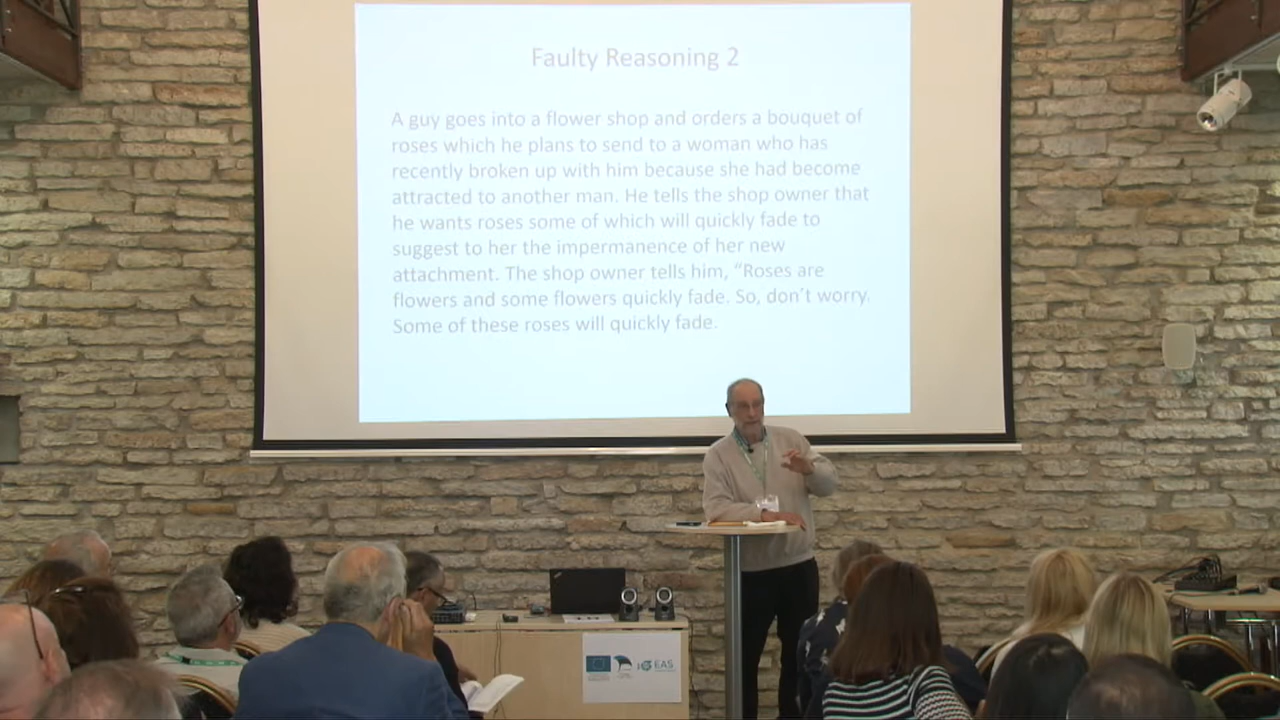 Faulty Reasoning 2
A guy goes into a flower shop and orders a bouquet of
roses which he plans to send to a woman who has
recently broken up with him because she had become
attracted to another man. He tells the shop owner that
he wants roses some of which will quickly fade to
suggest to her the impermanence of her new
attachment. The shop owner tells him, “Roses are
flowers and some flowers quickly fade. So, don´t worry.
Some of these roses will quickly fade.
EAS